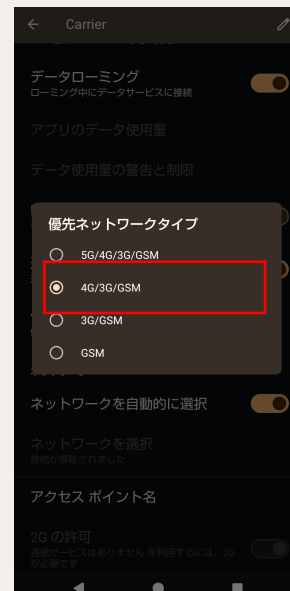 Carrier
データローミング
ローミング中にデータサービスに接続
アプリのデータ使用量
データ使用量の警告と制限
優先ネットワークタイプ
5G/4G/3G/GSM
4G/3G/GSM
3G/GSM
GSM
ネットワークを自動的に選択
ネットワークを選択
接続が解除されました
アクセス ポイント名
2G の許可
通信サービスはありません を利用するには、2G
が必要です